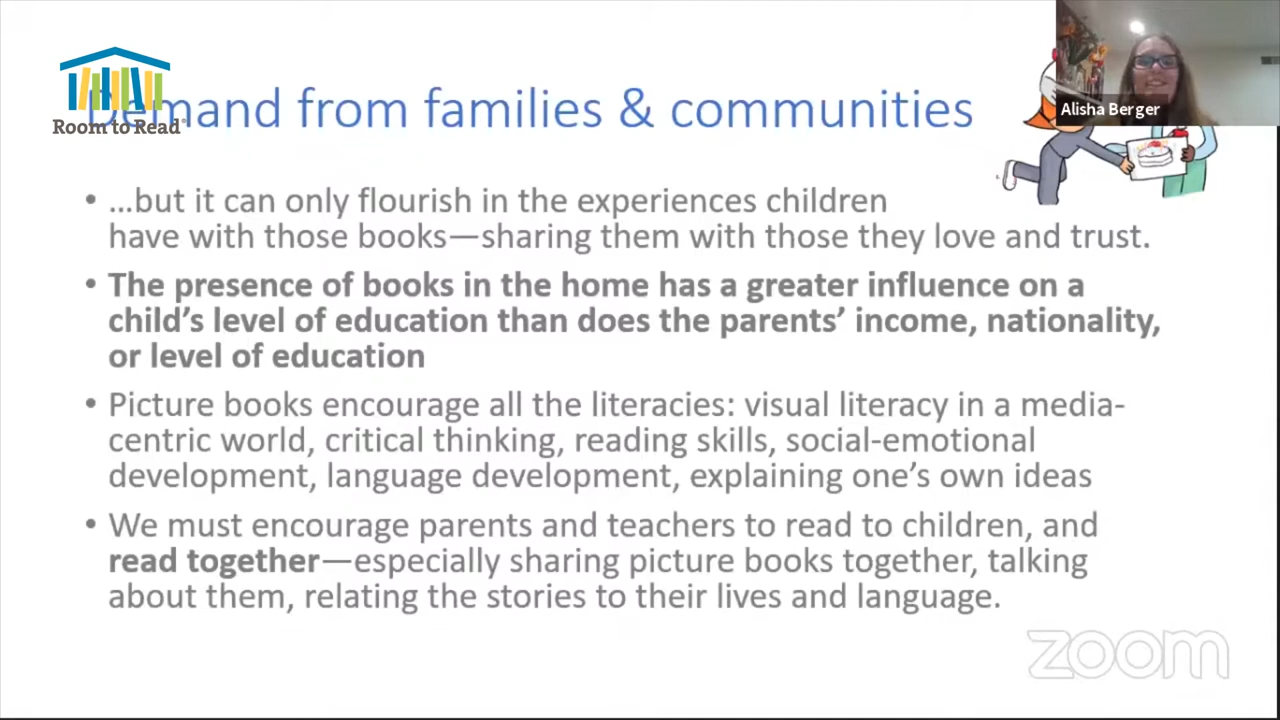 Room to Read®
Demand from families & communities
Alisha Berger
• ...but it can only flourish in the experiences children
have with those books—sharing them with those they love and trust.
• The presence of books in the home has a greater influence on a
child's level of education than does the parents' income, nationality,
or level of education
• Picture books encourage all the literacies: visual literacy in a media-
centric world, critical thinking, reading skills, social-emotional
development, language development, explaining one's own ideas
• We must encourage parents and teachers to read to children, and
read together—especially sharing picture books together, talking
about them, relating the stories to their lives and language.
zoom